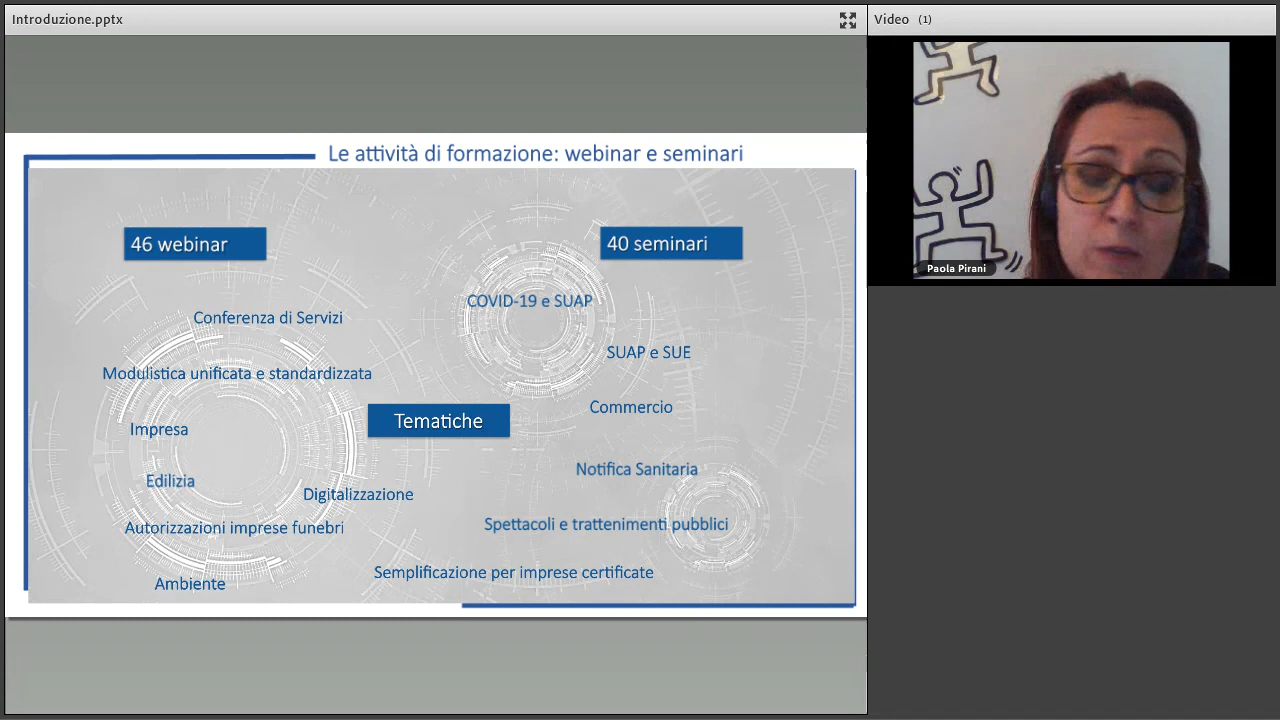 Introduzione.pptx
Video (1)
Le attività di formazione: webinar e seminari
46 webinar
40 seminari
COVID-19 e SUAP
Conferenza di Servizi
SUAP e SUE
Modulistica unificata e standardizzata
Commercio
Tematiche
Impresa
Notifica Sanitaria
Edilizia
Digitalizzazione
Autorizzazioni imprese funebri
Spettacoli e trattenimenti pubblici
Semplificazione per imprese certificate
Ambiente
Paola Pirani